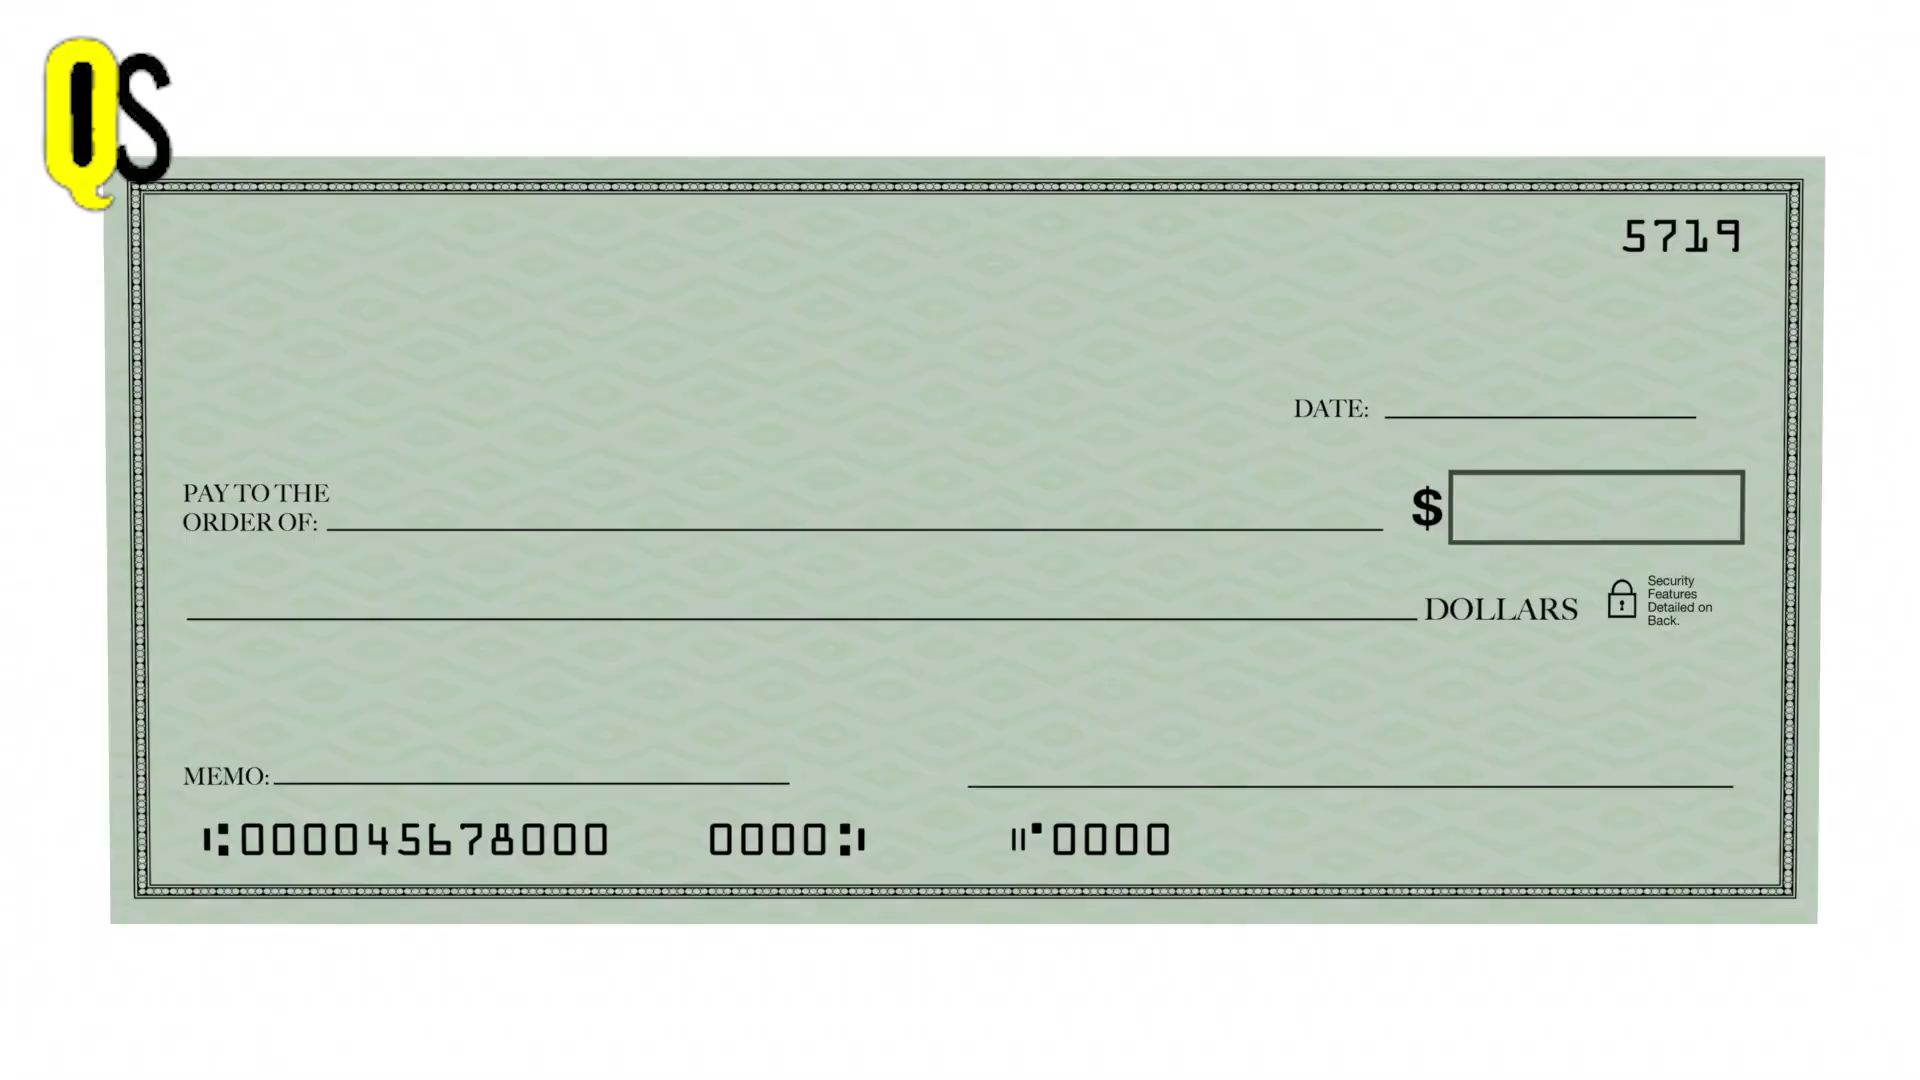 QS
5719
DATE:
PAY TO THE
ORDER OF:
$
DOLLARS
Security
Features
Detailed on
Back.
MEMO:
⑆000045678000 0000⑆ ⑈0000